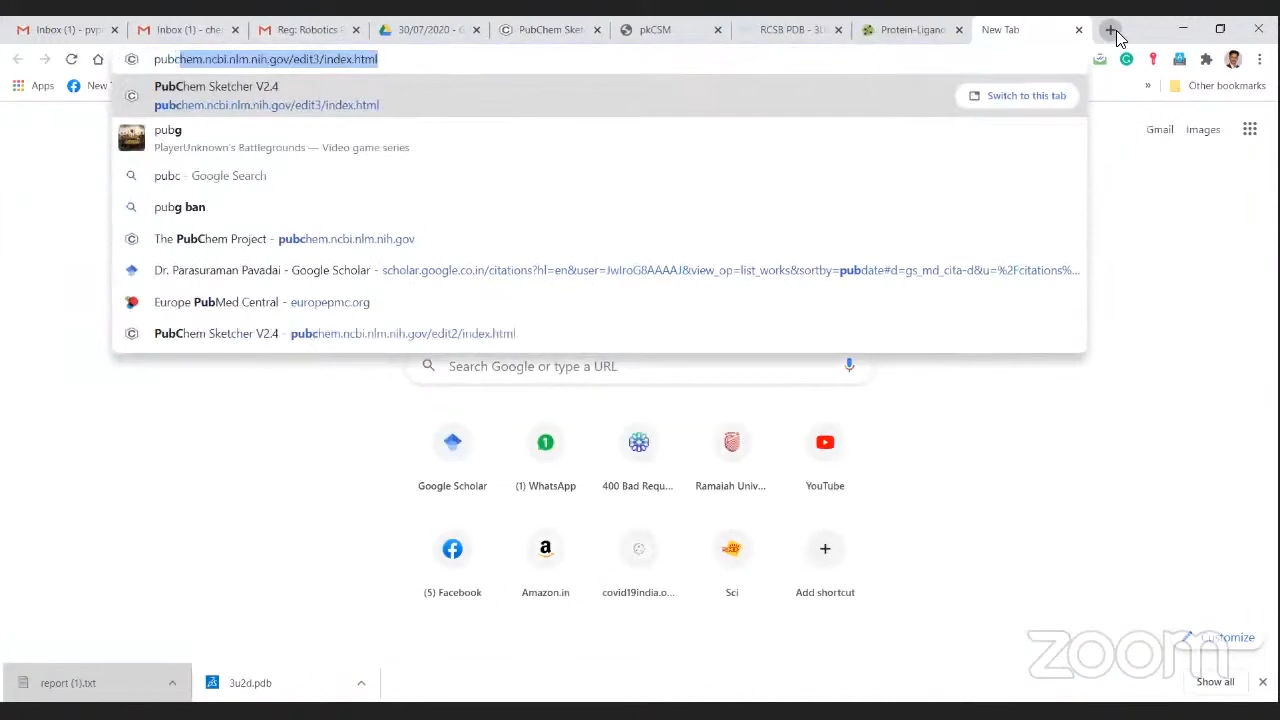 Inbox (1) - pvpr
Inbox (1) - che
Reg: Robotics F
30/07/2020 - G
PubChem Sket
pkCSM
RCSB PDB - 3U
Protein-Ligand
New Tab
pubchem.ncbi.nlm.nih.gov/edit3/index.html
Apps
New
PubChem Sketcher V2.4
pubchem.ncbi.nlm.nih.gov/edit3/index.html
Switch to this tab
» Other bookmarks
pubg
PlayerUnknown's Battlegrounds — Video game series
Gmail Images
pubc - Google Search
pubg ban
The PubChem Project - pubchem.ncbi.nlm.nih.gov
Dr. Parasuraman Pavadai - Google Scholar - scholar.google.co.in/citations?hl=en&user=JwIroG8AAAAJ&view_op=list_works&sortby=pubdate#d=gs_md_cita-d&u=%2Fcitations%...
Europe PubMed Central - europepmc.org
PubChem Sketcher V2.4 - pubchem.ncbi.nlm.nih.gov/edit2/index.html
Search Google or type a URL
Google Scholar
(1) WhatsApp
400 Bad Requ...
Ramaiah Univ...
YouTube
(5) Facebook
Amazon.in
covid19india.o...
Sci
Add shortcut
Customize
zoom
report (1).txt
3u2d.pdb
Show all